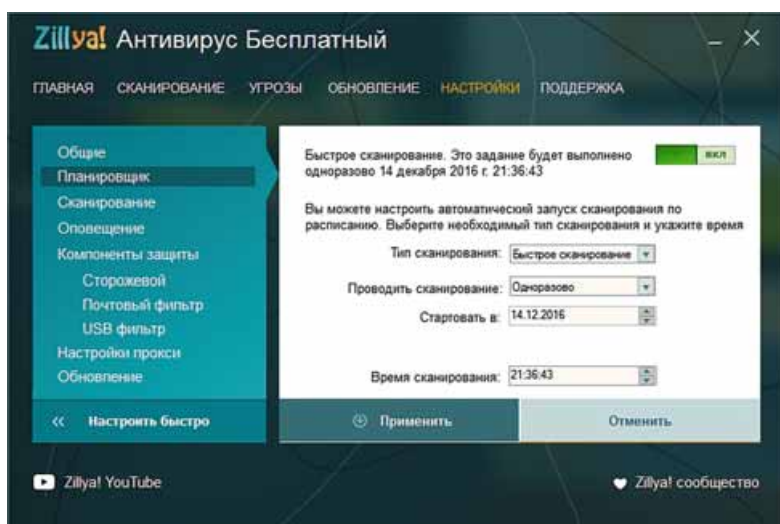 Zillya! Антивирус Бесплатный
ГЛАВНАЯ СКАНИРОВАНИЕ УГРОЗЫ ОБНОВЛЕНИЕ НАСТРОЙКИ ПОДДЕРЖКА
Общие
Планировщик
Сканирование
Оповещение
Компоненты защиты
Сторожевой
Почтовый фильтр
USB фильтр
Настройки прокси
Обновление
« Настроить быстро
Быстрое сканирование. Это задание будет выполнено
одноразово 14 декабря 2016 г. 21:36:43
ВКЛ
Вы можете настроить автоматический запуск сканирования по
расписанию. Выберите необходимый тип сканирования и укажите время
Тип сканирования: Быстрое сканирование
Проводить сканирование: Одноразово
Стартовать в: 14.12.2016
Время сканирования: 21:36:43
Применить
Отменить
Zillya! YouTube
Zillya! сообщество